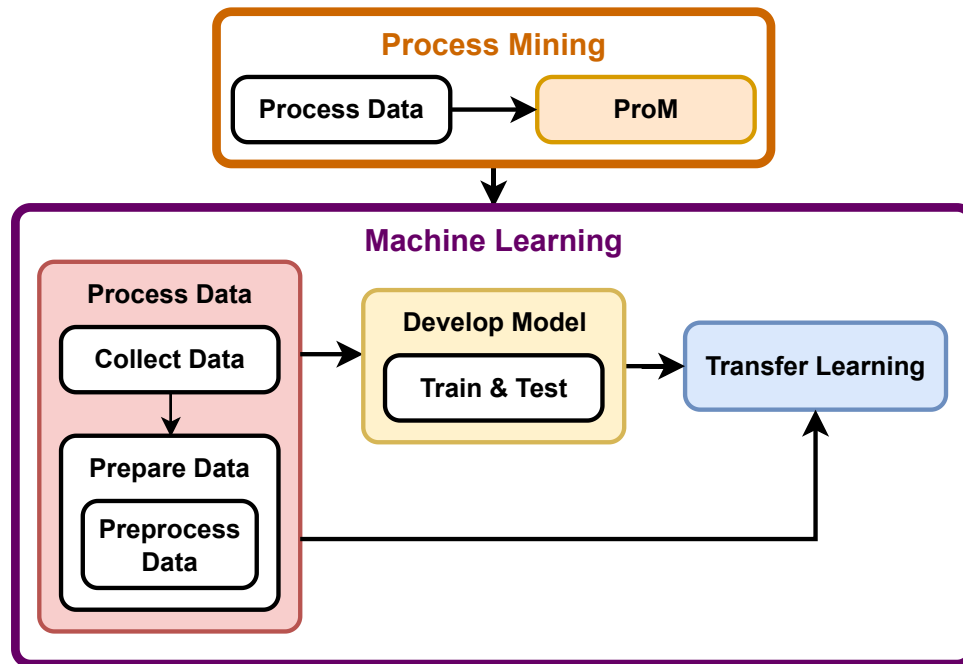 Process Mining
Process Data
ProM
Machine Learning
Process Data
Collect Data
Prepare Data
Preprocess
Data
Develop Model
Train & Test
Transfer Learning